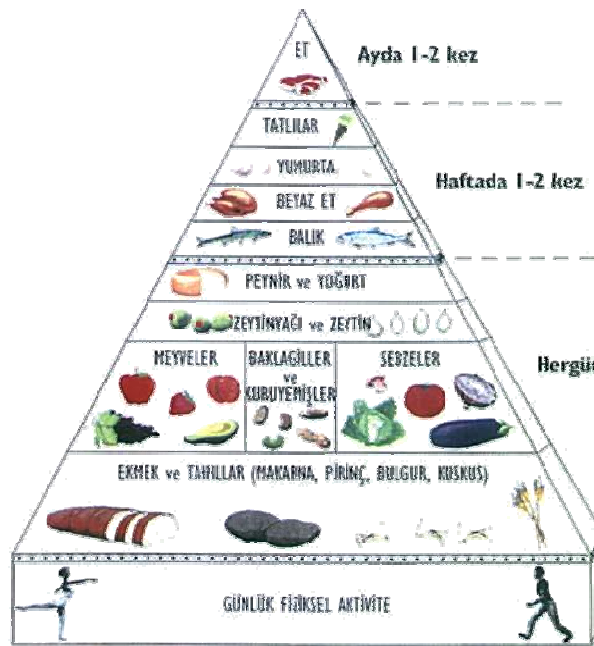 ET
Ayda 1-2 kez
TATLILAR
YUMURTA
Haftada 1-2 kez
BEYAZ ET
BALIK
PEYNİR ve YOĞURT
ZEYTİNYAĞI ve ZEYTİN
MEYVELER
BAKLAGİLLER
ve
KURUYEMİŞLER
SEBZELER
Hergü
EKMEK ve TAHILLAR (MAKARNA, PİRİNÇ, BULGUR, KUSKUS)
GÜNLÜK FİZİKSEL AKTİVİTE